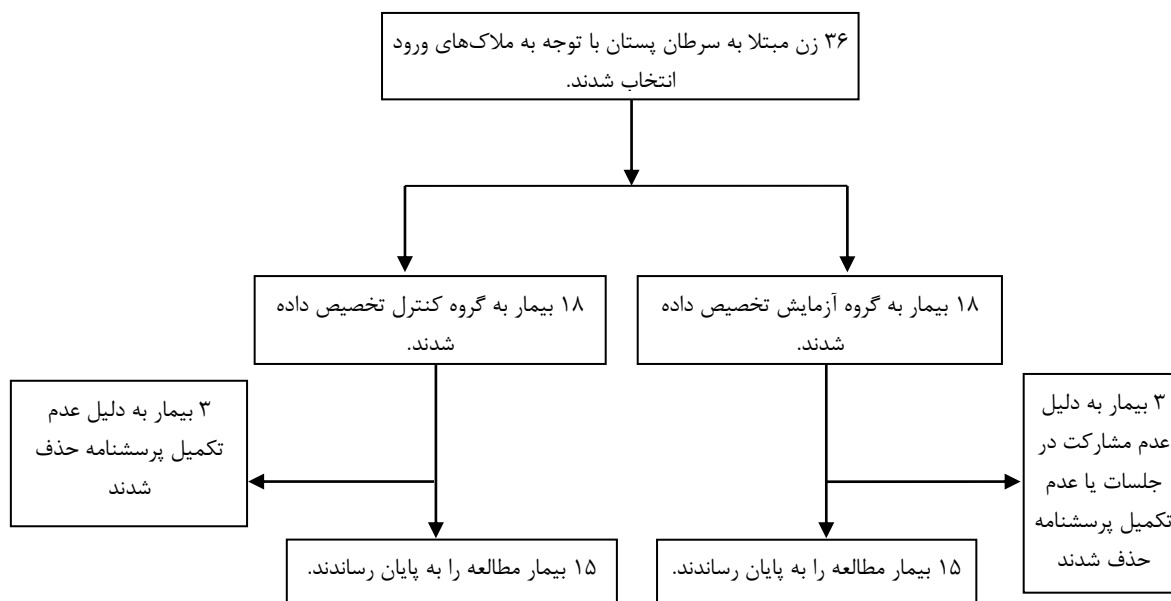 ۳۶ زن مبتلا به سرطان پستان با توجه به ملاک‌های ورود
انتخاب شدند.
۱۸ بیمار به گروه آزمایش تخصیص داده
شدند.
۱۸ بیمار به گروه کنترل تخصیص داده
شدند.
۳ بیمار به دلیل
عدم مشارکت در
جلسات یا عدم
تکمیل پرسشنامه
حذف شدند
۳ بیمار به دلیل عدم
تکمیل پرسشنامه حذف
شدند
۱۵ بیمار مطالعه را به پایان رساندند.
۱۵ بیمار مطالعه را به پایان رساندند.